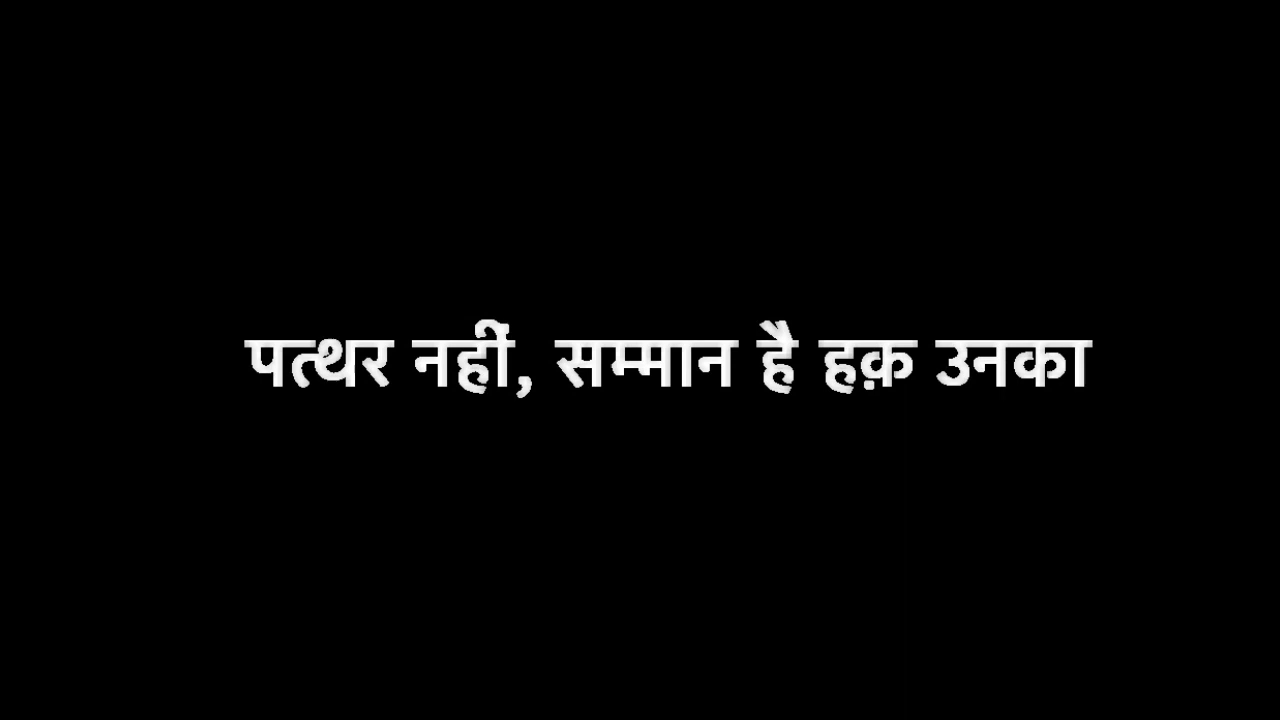 पत्थर नहीं, सम्मान है हक़ उनका